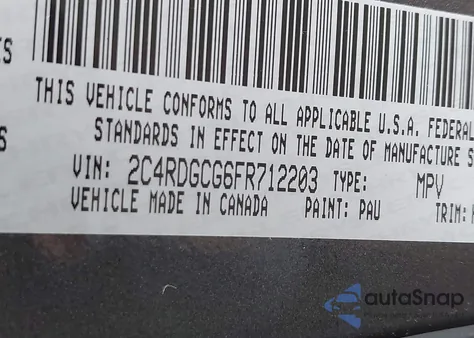 THIS VEHICLE CONFORMS TO ALL APPLICABLE U.S.A. FEDERAL
STANDARDS IN EFFECT ON THE DATE OF MANUFACTURE S
VIN: 2C4RDGCG6FR712203 TYPE: MPV
VEHICLE MADE IN CANADA PAINT: PAU TRIM:
autoSnap